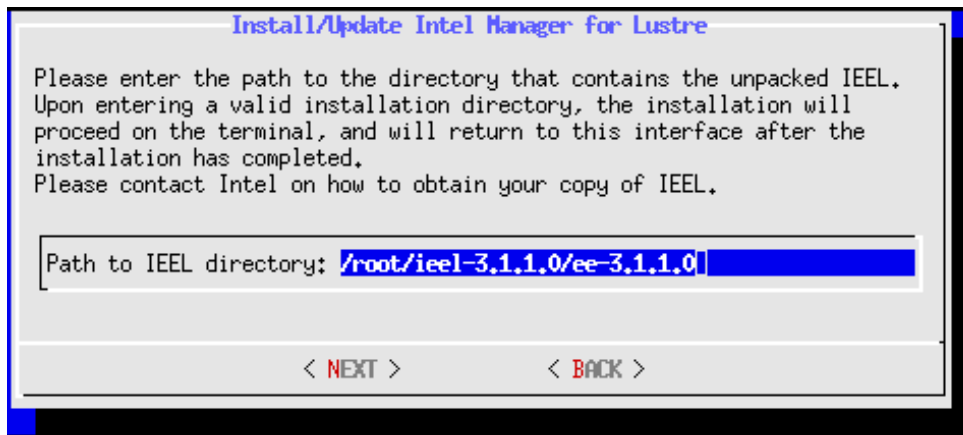 Install/Update Intel Manager for Lustre
Please enter the path to the directory that contains the unpacked IEEL.
Upon entering a valid installation directory, the installation will
proceed on the terminal, and will return to this interface after the
installation has completed.
Please contact Intel on how to obtain your copy of IEEL.
Path to IEEL directory: /root/ieel-3.1.1.0/ee-3.1.1.0
< NEXT > < BACK >